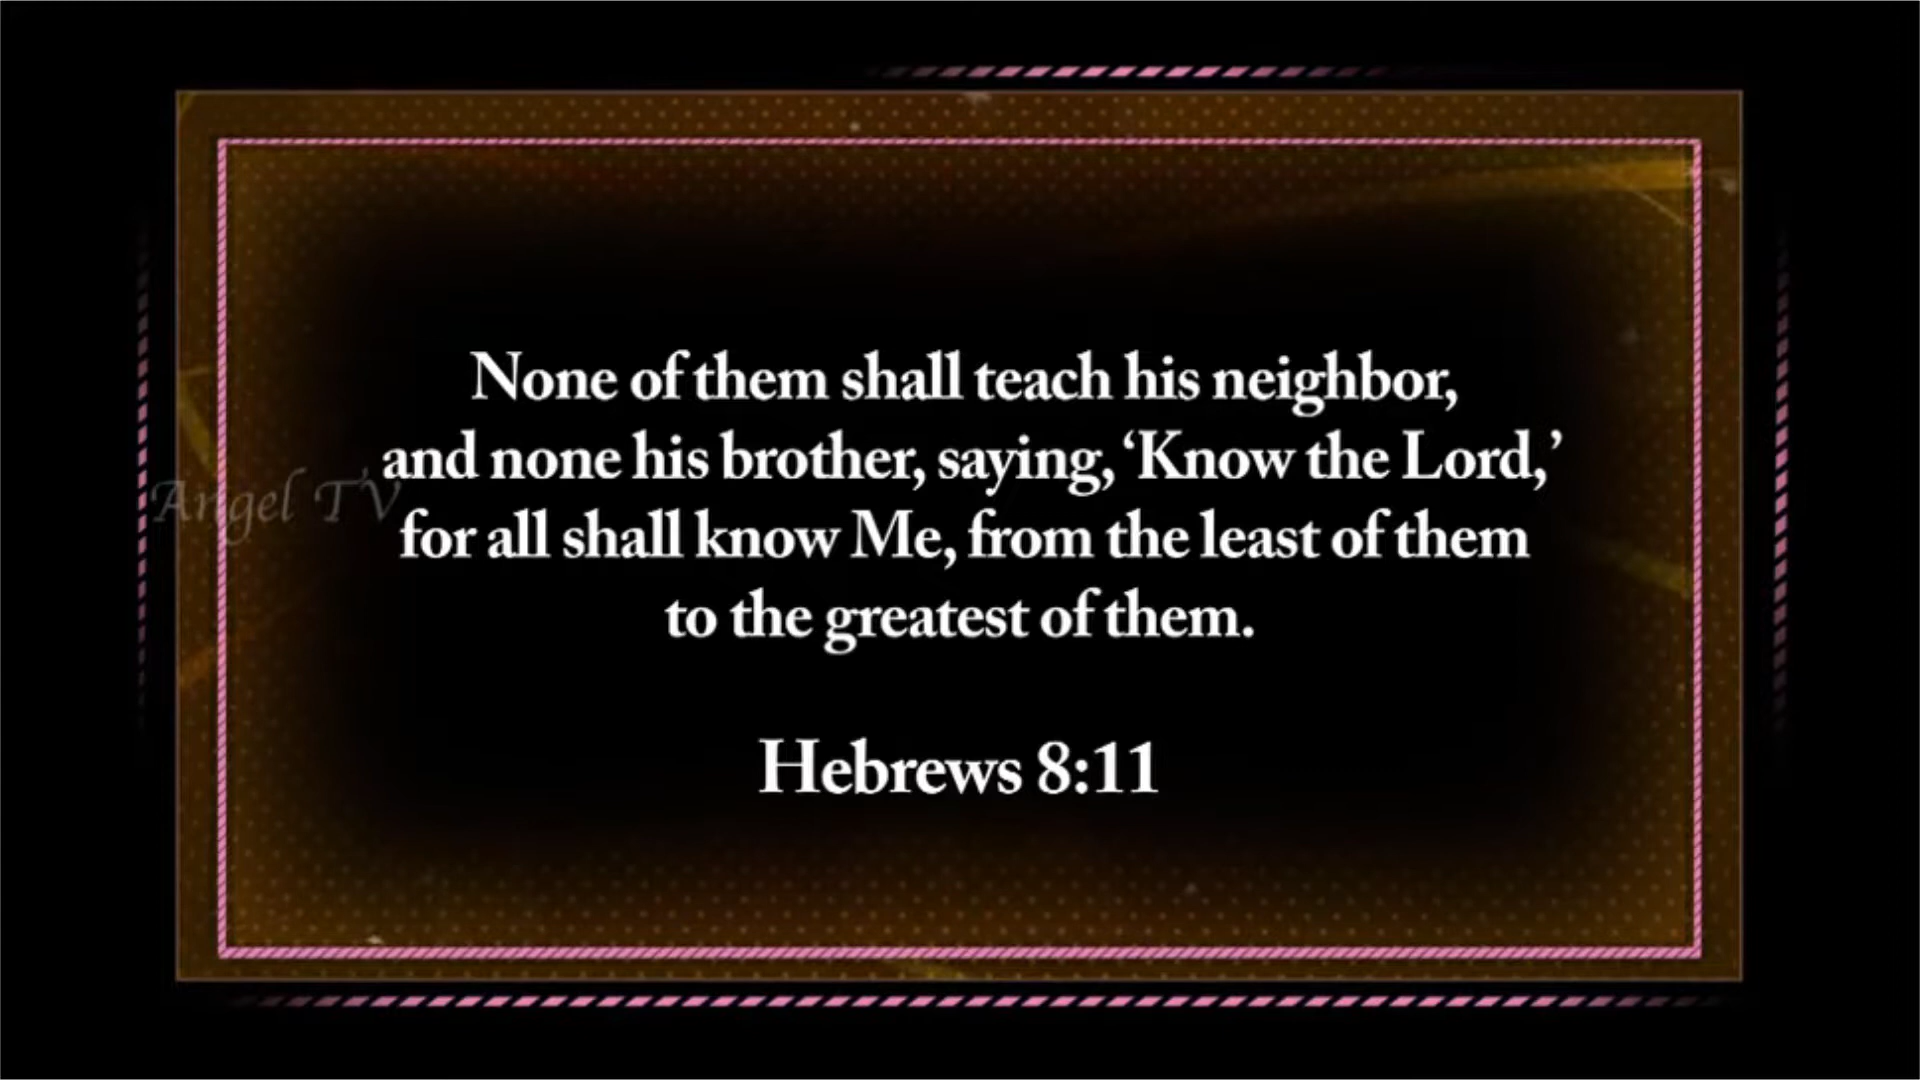 None of them shall teach his neighbor,
and none his brother, saying, ‘Know the Lord,’
Angel TV
for all shall know Me, from the least of them
to the greatest of them.
Hebrews 8:11